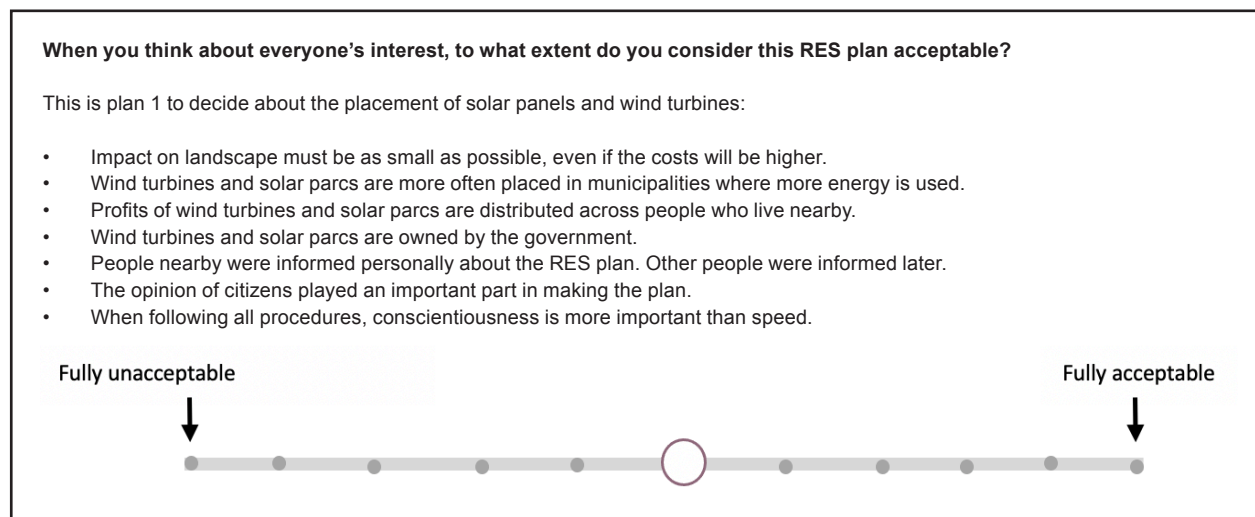 When you think about everyone’s interest, to what extent do you consider this RES plan acceptable?
This is plan 1 to decide about the placement of solar panels and wind turbines:
• Impact on landscape must be as small as possible, even if the costs will be higher.
• Wind turbines and solar parcs are more often placed in municipalities where more energy is used.
• Profits of wind turbines and solar parcs are distributed across people who live nearby.
• Wind turbines and solar parcs are owned by the government.
• People nearby were informed personally about the RES plan. Other people were informed later.
• The opinion of citizens played an important part in making the plan.
• When following all procedures, conscientiousness is more important than speed.
Fully unacceptable Fully acceptable